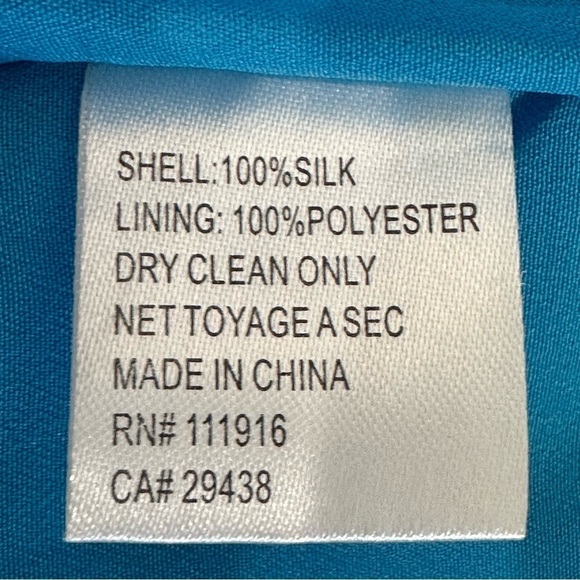 SHELL:100%SILK
LINING: 100%POLYESTER
DRY CLEAN ONLY
NET TOYAGE A SEC
MADE IN CHINA
RN# 111916
CA# 29438